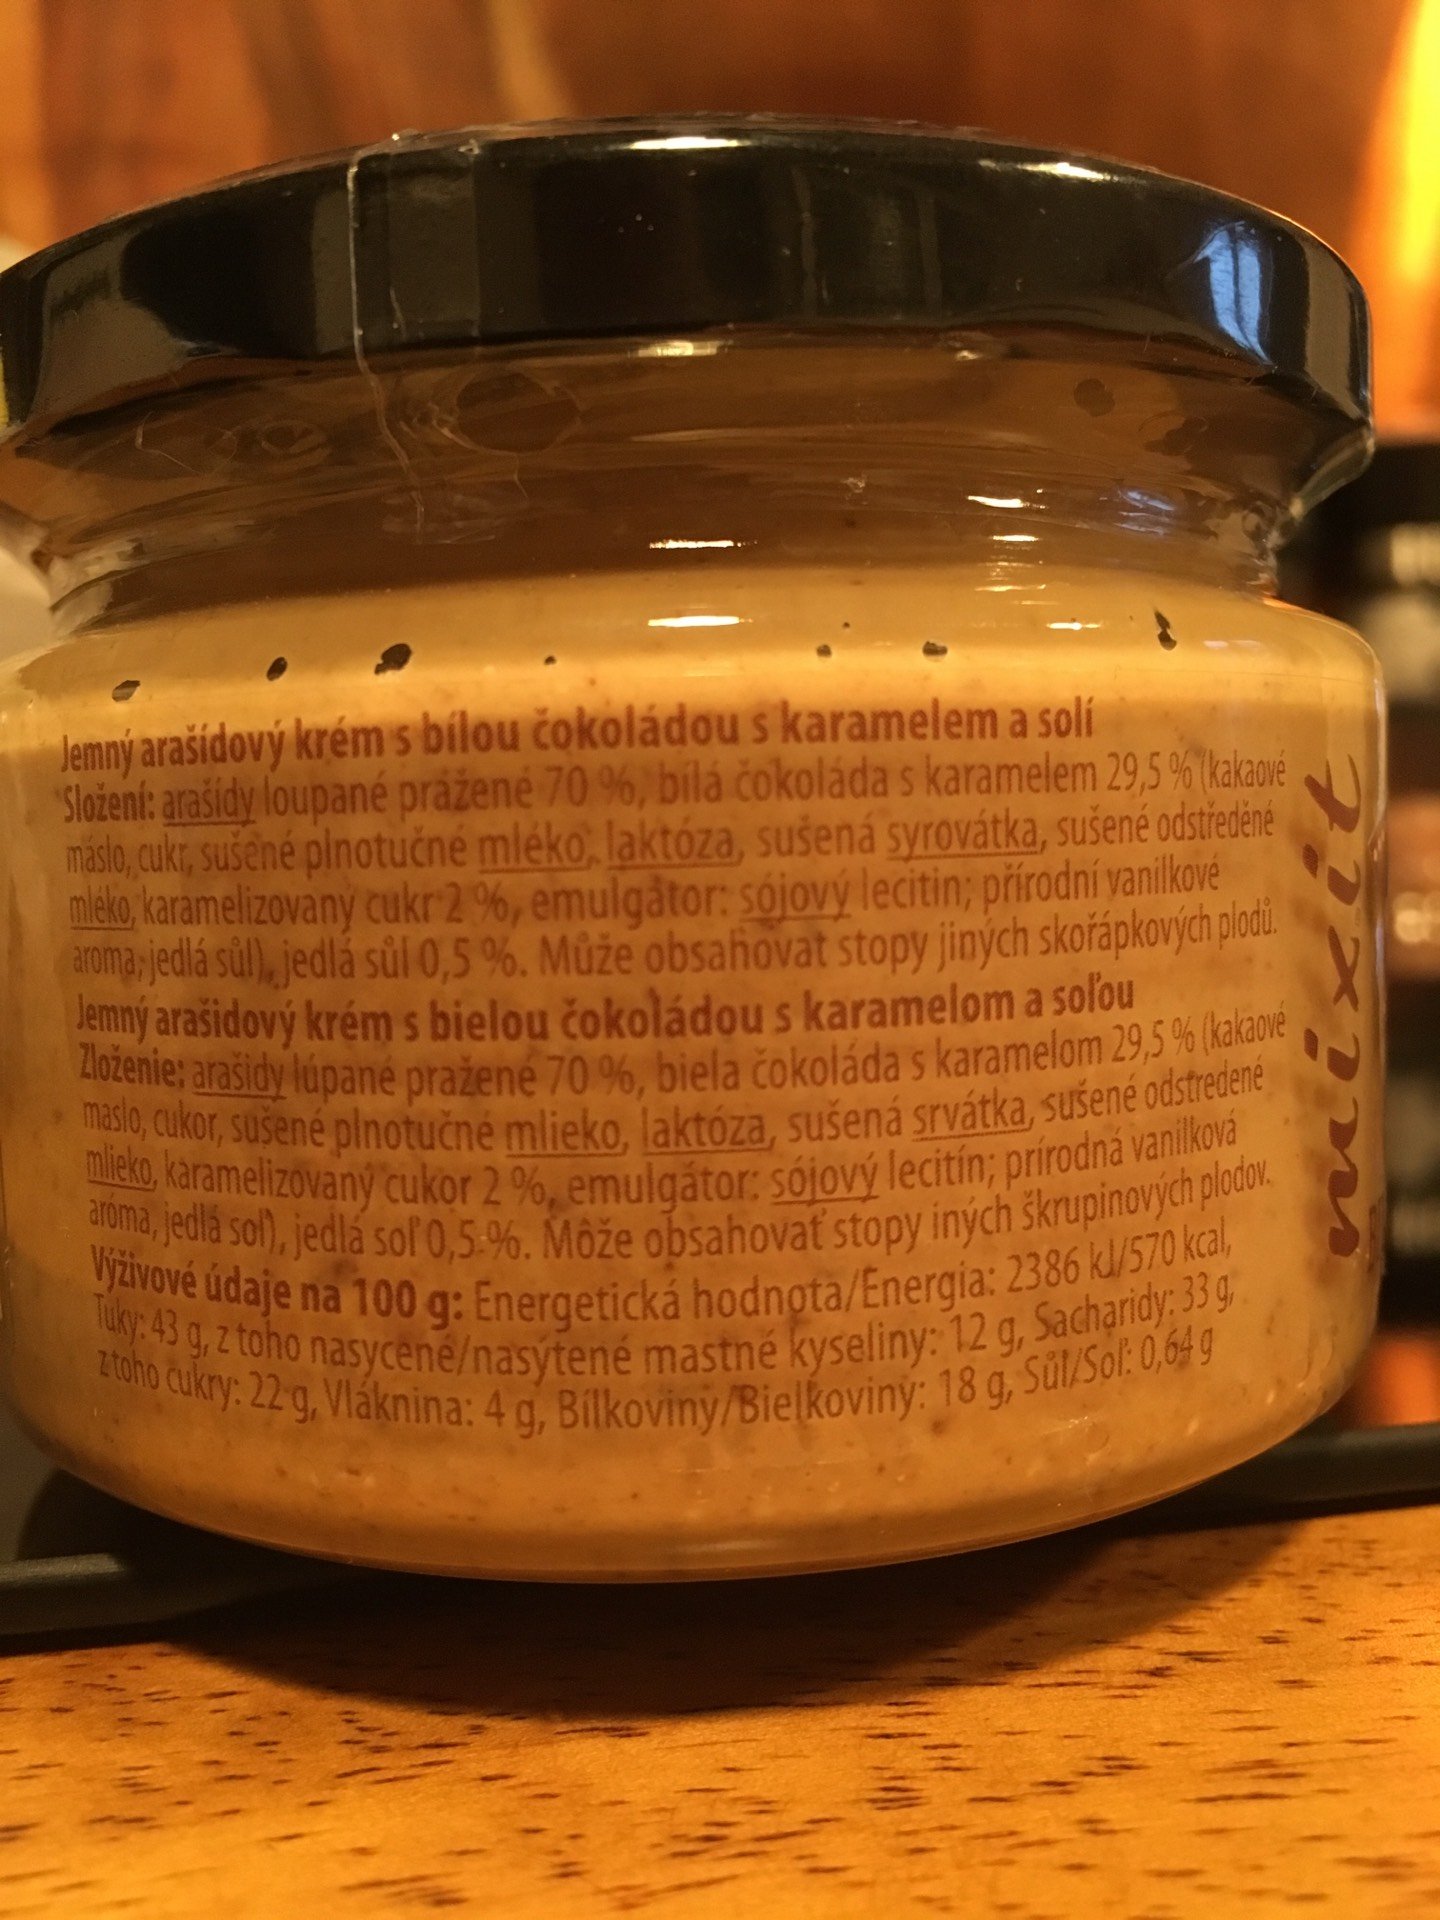 Jemný arašídový krém s bílou čokoládou s karamelem a solí
Složení: arašídy loupané pražené 70 %, bílá čokoláda s karamelem 29,5 % (kakaové
máslo, cukr, sušené plnotučné mléko, laktóza, sušená syrovátka, sušené odstředěné
mléko, karamelizovaný cukr 2 %, emulgátor: sójový lecitin; přírodní vanilkové
aroma, jedlá sůl), jedlá sůl 0,5 %. Může obsahovat stopy jiných skořápkových plodů.
Jemný arašidový krém s bielou čokoládou s karamelom a soľou
Zloženie: arašidy lúpané pražené 70 %, biela čokoláda s karamelom 29,5 % (kakaové
maslo, cukor, sušené plnotučné mlieko, laktóza, sušená srvátka, sušené odstredené
mlieko, karamelizovaný cukor 2 %, emulgátor: sójový lecitín; prírodná vanilková
aróma, jedlá soľ), jedlá soľ 0,5 %. Môže obsahovať stopy iných škrupinových plodov.
Výživové údaje na 100 g: Energetická hodnota/Energia: 2386 kJ/570 kcal,
Tuky: 43 g, z toho nasycené/nasýtené mastné kyseliny: 12 g, Sacharidy: 33 g,
z toho cukry: 22 g, Vláknina: 4 g, Bílkoviny/Bielkoviny: 18 g, Sůl/Soľ: 0,64 g
mixit